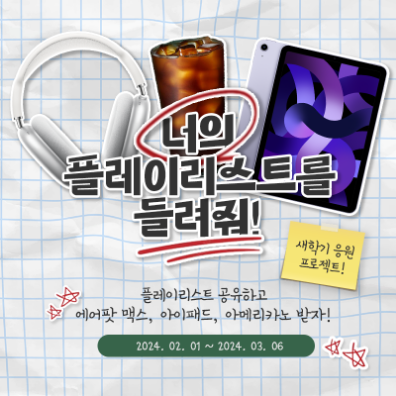 너의
플레이리스트를
들려줘!
새학기 응원
프로젝트!
플레이리스트 공유하고
에어팟 맥스, 아이패드, 아메리카노 받자!
2024. 02. 01 ~ 2024. 03. 06